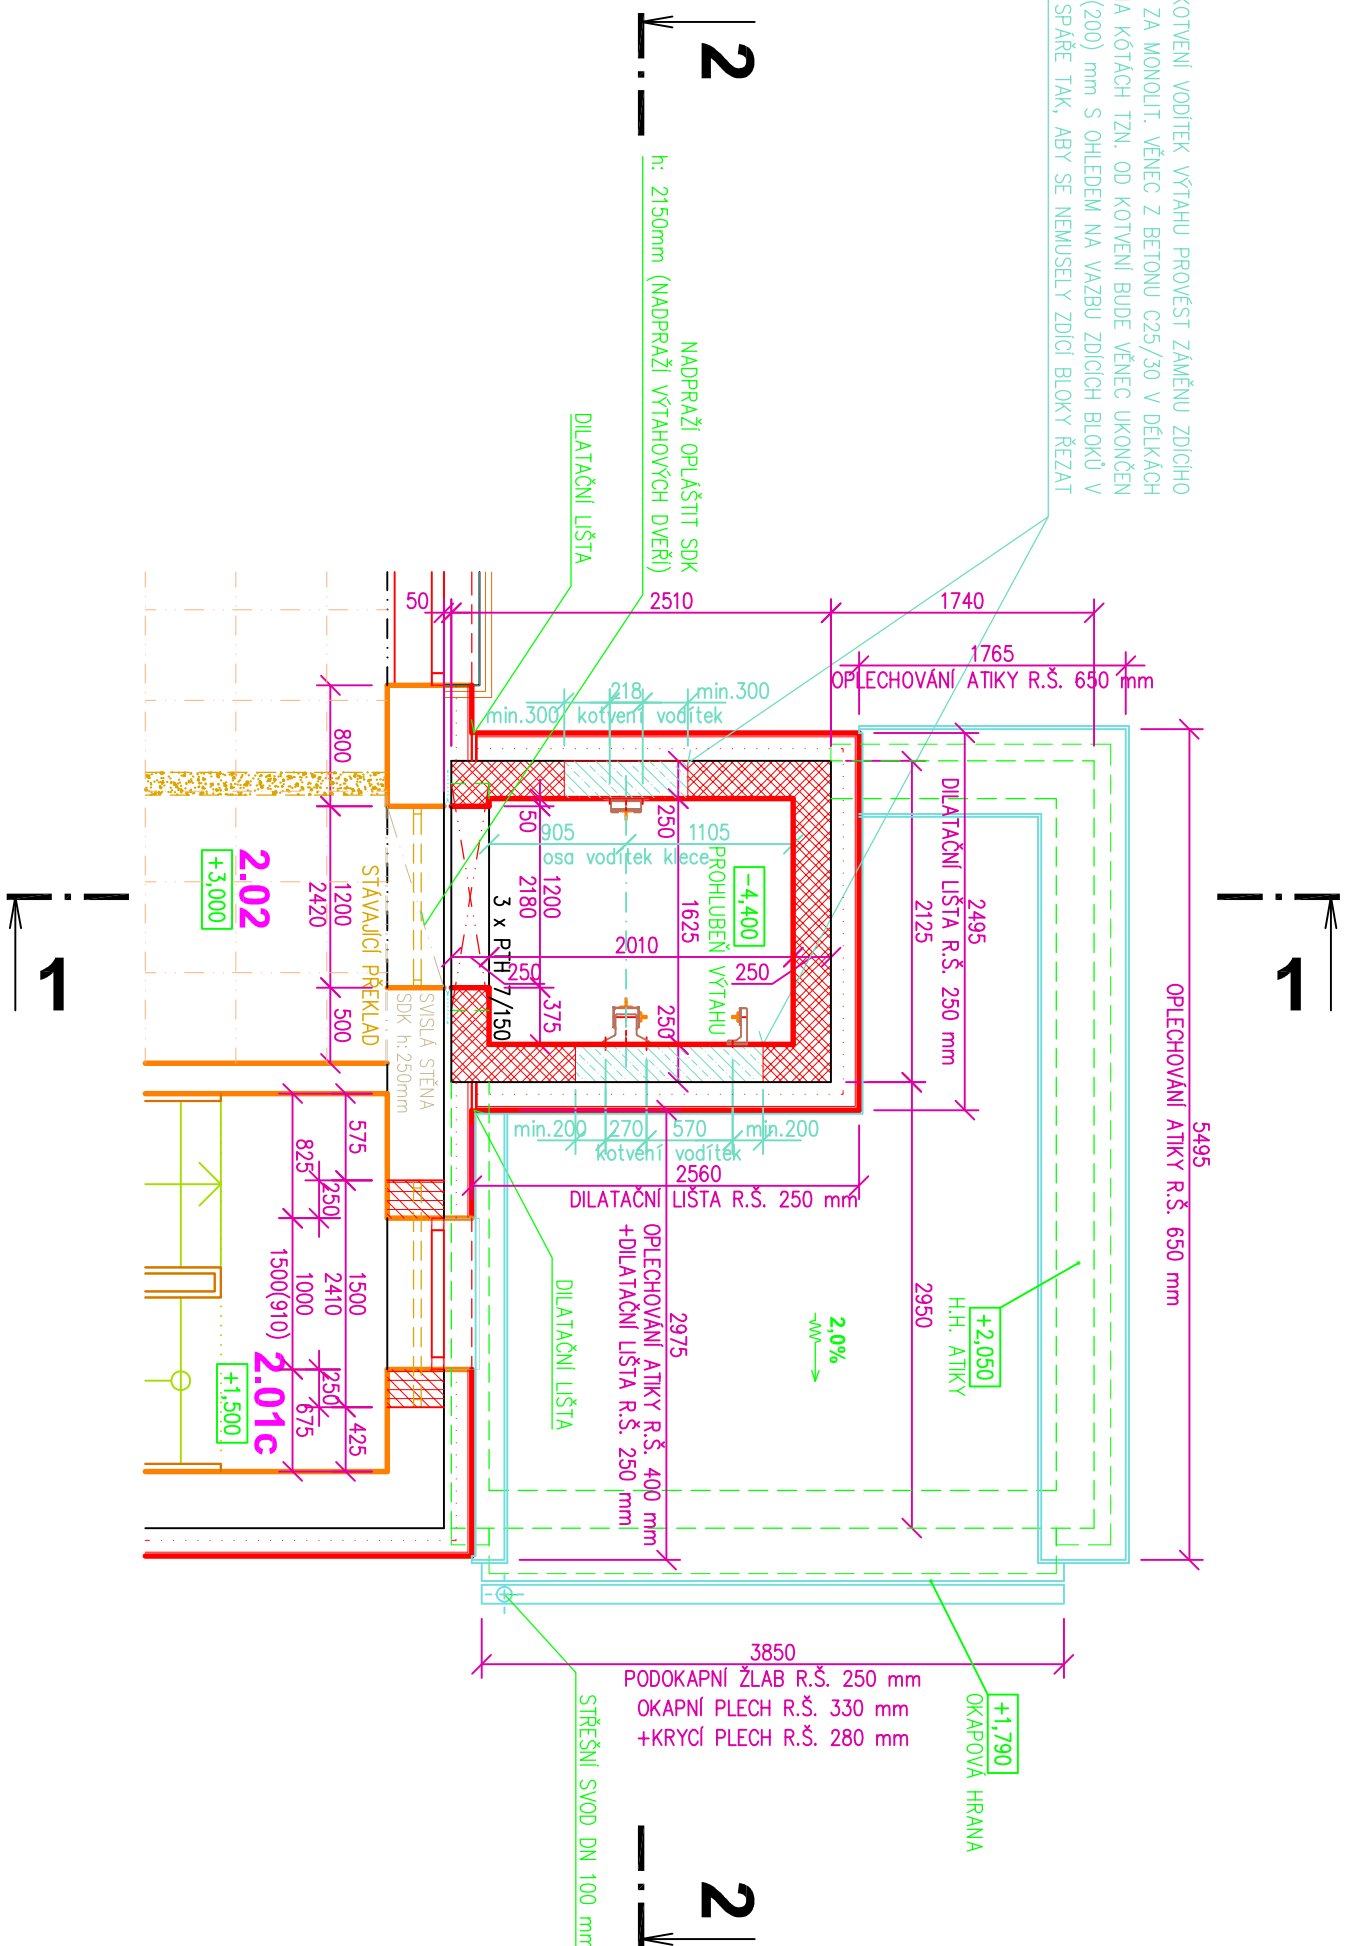 KOTVENÍ VODÍTEK VÝTAHU PROVÉST ZÁMĚNU ZDÍCÍHO
ZA MONOLIT. VĚNEC Z BETONU C25/30 V DÉLKÁCH
NA KÓTÁCH TZN. OD KOTVENÍ BUDE VĚNEC UKONČEN
(200) mm S OHLEDEM NA VAZBU ZDÍCÍCH BLOKŮ V
SPÁŘE TAK, ABY SE NEMUSELY ZDÍCÍ BLOKY ŘEZAT
2
NADPRAŽÍ OPLÁŠTIT SDK
h: 2150mm (NADPRAŽÍ VÝTAHOVÝCH DVEŘÍ)
DILATAČNÍ LIŠTA
50
2510
1740
1765
OPLECHOVÁNÍ ATIKY R.Š. 650 mm
218
min.300
min.300
kotvení vodítek
5495
OPLECHOVÁNÍ ATIKY R.Š. 650 mm
2495
DILATAČNÍ LIŠTA R.Š. 250 mm
2125
2950
250
1625
250
905
1105
osa vodítek klece
-4,400
PROHLUBEŇ VÝTAHU
50
1200
2180
375
3 x PTH 7/150
2010
250
250
800
1200
2420
500
STÁVAJÍCÍ PŘEKLAD
2.02
+3,000
SVISLÁ STĚNA
SDK h:250mm
1
1
min.200
270
570
min.200
kotvení vodítek
2560
DILATAČNÍ LIŠTA R.Š. 250 mm
2975
OPLECHOVÁNÍ ATIKY R.Š. 400 mm
+DILATAČNÍ LIŠTA R.Š. 250 mm
DILATAČNÍ LIŠTA
2,0%
+2,050
H.H. ATIKY
575
1500
2410
425
825
250
1000
1500(910)
250
675
2.01c
+1,500
3850
PODOKAPNÍ ŽLAB R.Š. 250 mm
OKAPNÍ PLECH R.Š. 330 mm
+KRYCÍ PLECH R.Š. 280 mm
+1,790
OKAPOVÁ HRANA
STŘEŠNÍ SVOD DN 100 mm
2